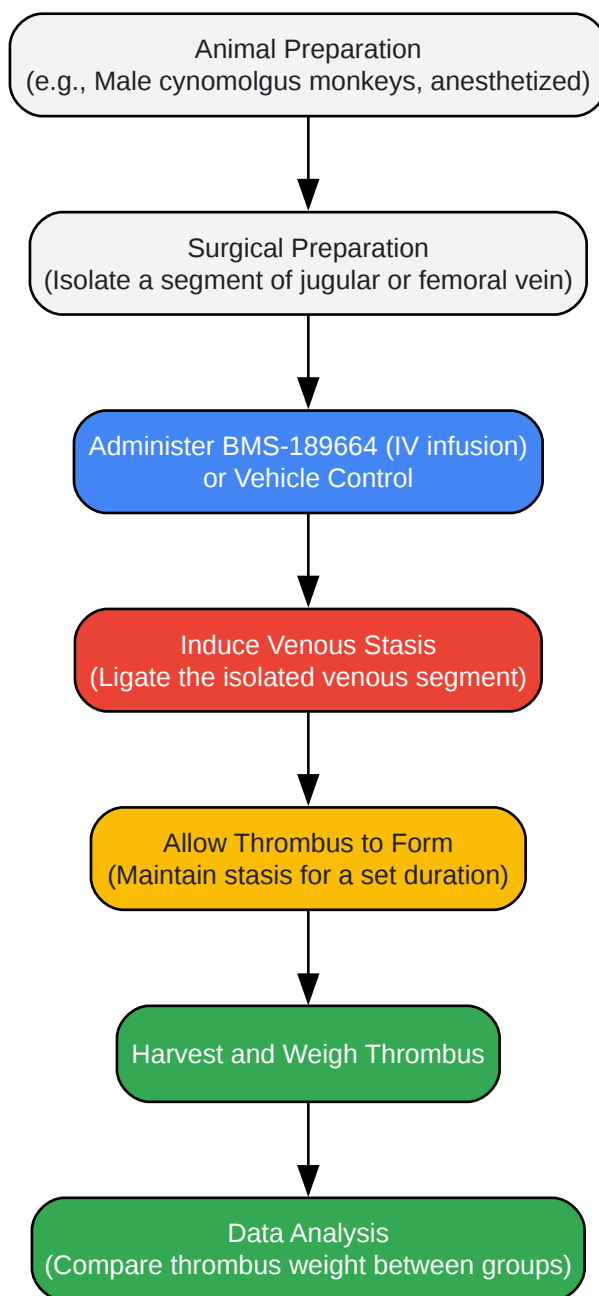 Animal Preparation
(e.g., Male cynomolgus monkeys, anesthetized)
Surgical Preparation
(Isolate a segment of jugular or femoral vein)
Administer BMS-189664 (IV infusion)
or Vehicle Control
Induce Venous Stasis
(Ligate the isolated venous segment)
Allow Thrombus to Form
(Maintain stasis for a set duration)
Harvest and Weigh Thrombus
Data Analysis
(Compare thrombus weight between groups)